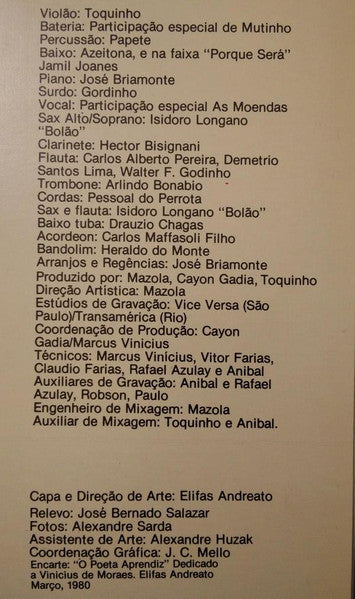 Violão: Toquinho
Bateria: Participação especial de Mutinho
Percussão: Papete
Baixo: Azeitona, e na faixa "Porque Será"
Jamil Joanes
Piano: José Briamonte
Surdo: Gordinho
Vocal: Participação especial As Moendas
Sax Alto/Soprano: Isidoro Longano
"Bolão"
Clarinete: Hector Bisignani
Flauta: Carlos Alberto Pereira, Demetrio
Santos Lima, Walter F. Godinho
Trombone: Arlindo Bonabio
Cordas: Pessoal do Perrota
Sax e flauta: Isidoro Longano "Bolão"
Baixo tuba: Drauzio Chagas
Acordeon: Carlos Maffasoli Filho
Bandolim: Heraldo do Monte
Arranjos e Regências: José Briamonte
Produzido por: Mazola, Cayon Gadia, Toquinho
Direção Artística: Mazola
Estúdios de Gravação: Vice Versa (São
Paulo)/Transamérica (Rio)
Coordenação de Produção: Cayon
Gadia/Marcus Vinicius
Técnicos: Marcus Vinicius, Vitor Farias,
Claudio Farias, Rafael Azulay e Anibal
Auxiliares de Gravação: Anibal e Rafael
Azulay, Robson, Paulo
Engenheiro de Mixagem: Mazola
Auxiliar de Mixagem: Toquinho e Anibal.
Capa e Direção de Arte: Elifas Andreato
Relevo: José Bernado Salazar
Fotos: Alexandre Sarda
Assistente de Arte: Alexandre Huzak
Coordenação Gráfica: J. C. Mello
Encarte: "O Poeta Aprendiz" Dedicado
a Vinicius de Moraes. Elifas Andreato
Março, 1980